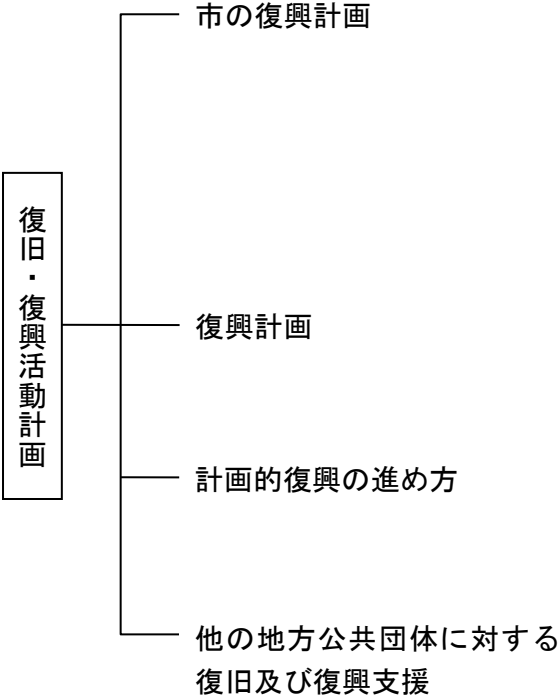 復旧・復興活動計画
市の復興計画
復興計画
計画的復興の進め方
他の地方公共団体に対する
復旧及び復興支援